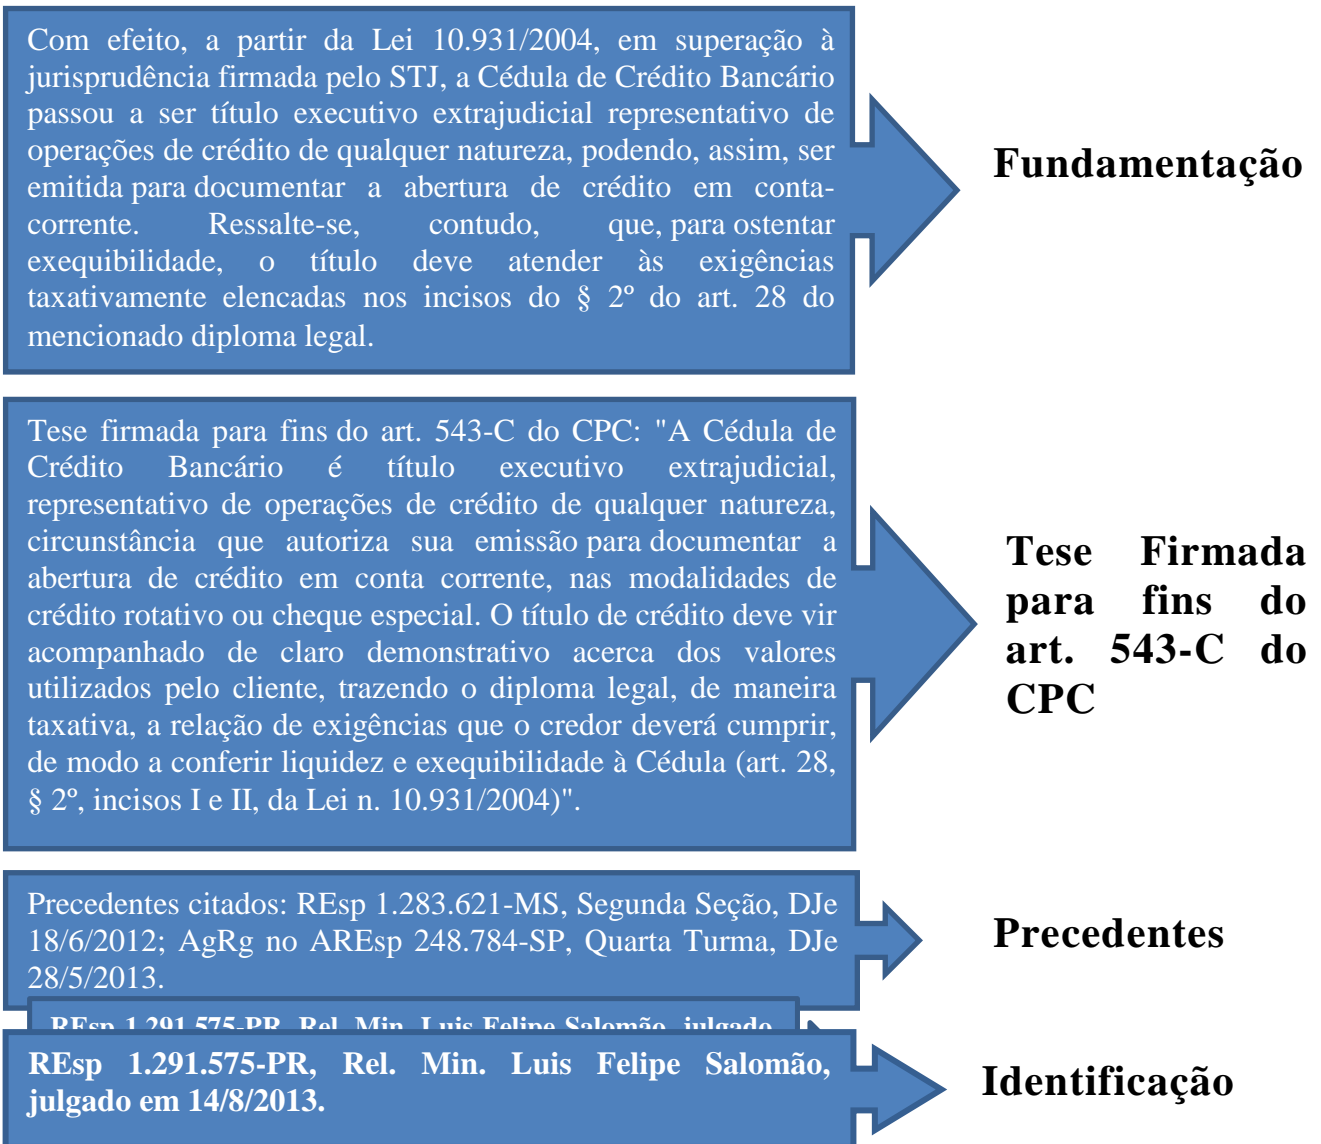 Com efeito, a partir da Lei 10.931/2004, em superação à
jurisprudência firmada pelo STJ, a Cédula de Crédito Bancário
passou a ser título executivo extrajudicial representativo de
operações de crédito de qualquer natureza, podendo, assim, ser
emitida para documentar a abertura de crédito em conta-
corrente. Ressalte-se, contudo, que, para ostentar
exequibilidade, o título deve atender às exigências
taxativamente elencadas nos incisos do § 2º do art. 28 do
mencionado diploma legal.
Fundamentação
Tese firmada para fins do art. 543-C do CPC: "A Cédula de
Crédito Bancário é título executivo extrajudicial,
representativo de operações de crédito de qualquer natureza,
circunstância que autoriza sua emissão para documentar a
abertura de crédito em conta corrente, nas modalidades de
crédito rotativo ou cheque especial. O título de crédito deve vir
acompanhado de claro demonstrativo acerca dos valores
utilizados pelo cliente, trazendo o diploma legal, de maneira
taxativa, a relação de exigências que o credor deverá cumprir,
de modo a conferir liquidez e exequibilidade à Cédula (art. 28,
§ 2º, incisos I e II, da Lei n. 10.931/2004)".
Tese Firmada
para fins do
art. 543-C do
CPC
Precedentes citados: REsp 1.283.621-MS, Segunda Seção, DJe
18/6/2012; AgRg no AREsp 248.784-SP, Quarta Turma, DJe
28/5/2013.
Precedentes
REsp 1.291.575-PR, Rel. Min. Luis Felipe Salomão, julgado
REsp 1.291.575-PR, Rel. Min. Luis Felipe Salomão,
julgado em 14/8/2013.
Identificação